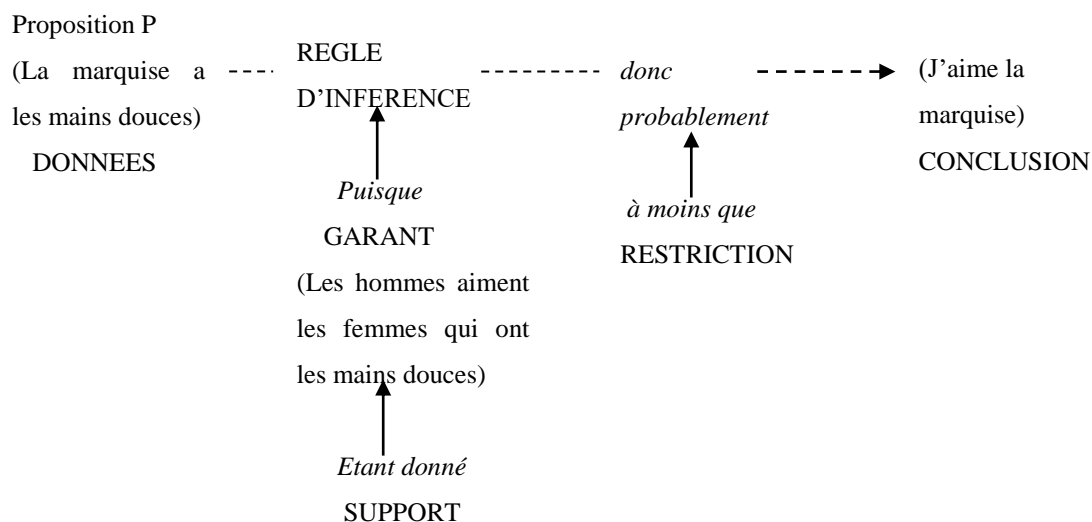 Proposition P
(La marquise a
les mains douces)
DONNEES
REGLE
D'INFERENCE
Puisque
GARANT
(Les hommes aiment
les femmes qui ont
les mains douces)
Etant donné
SUPPORT
donc
probablement
à moins que
RESTRICTION
(J'aime la
marquise)
CONCLUSION